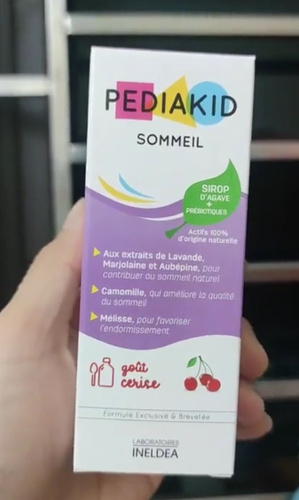 PEDIAKID
SOMMEIL
SIROP
D'AGAVE
+
PRÉBIOTIQUES
Actifs 100%
d'origine naturelle
Aux extraits de Lavande,
Marjolaine et Aubépine, pour
contribuer au sommeil naturel
Camomille, qui améliore la qualité
du sommeil
Mélisse, pour favoriser
l'endormissement
goût
cerise
Formule Exclusive & Brevetée
LABORATOIRES
INELDEA